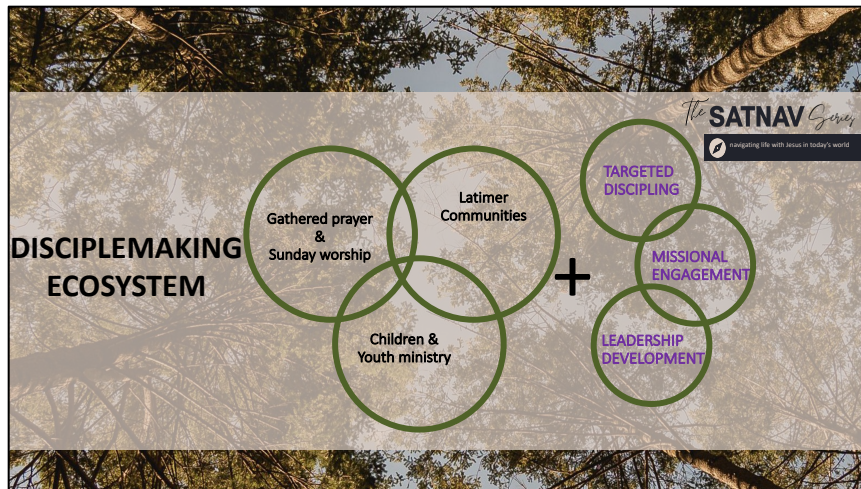 The SATNAV Series
navigating life with Jesus in today's world
DISCIPLEMAKING
ECOSYSTEM
Gathered prayer
&
Sunday worship
Latimer
Communities
Children &
Youth ministry
+
TARGETED
DISCIPLING
MISSIONAL
ENGAGEMENT
LEADERSHIP
DEVELOPMENT